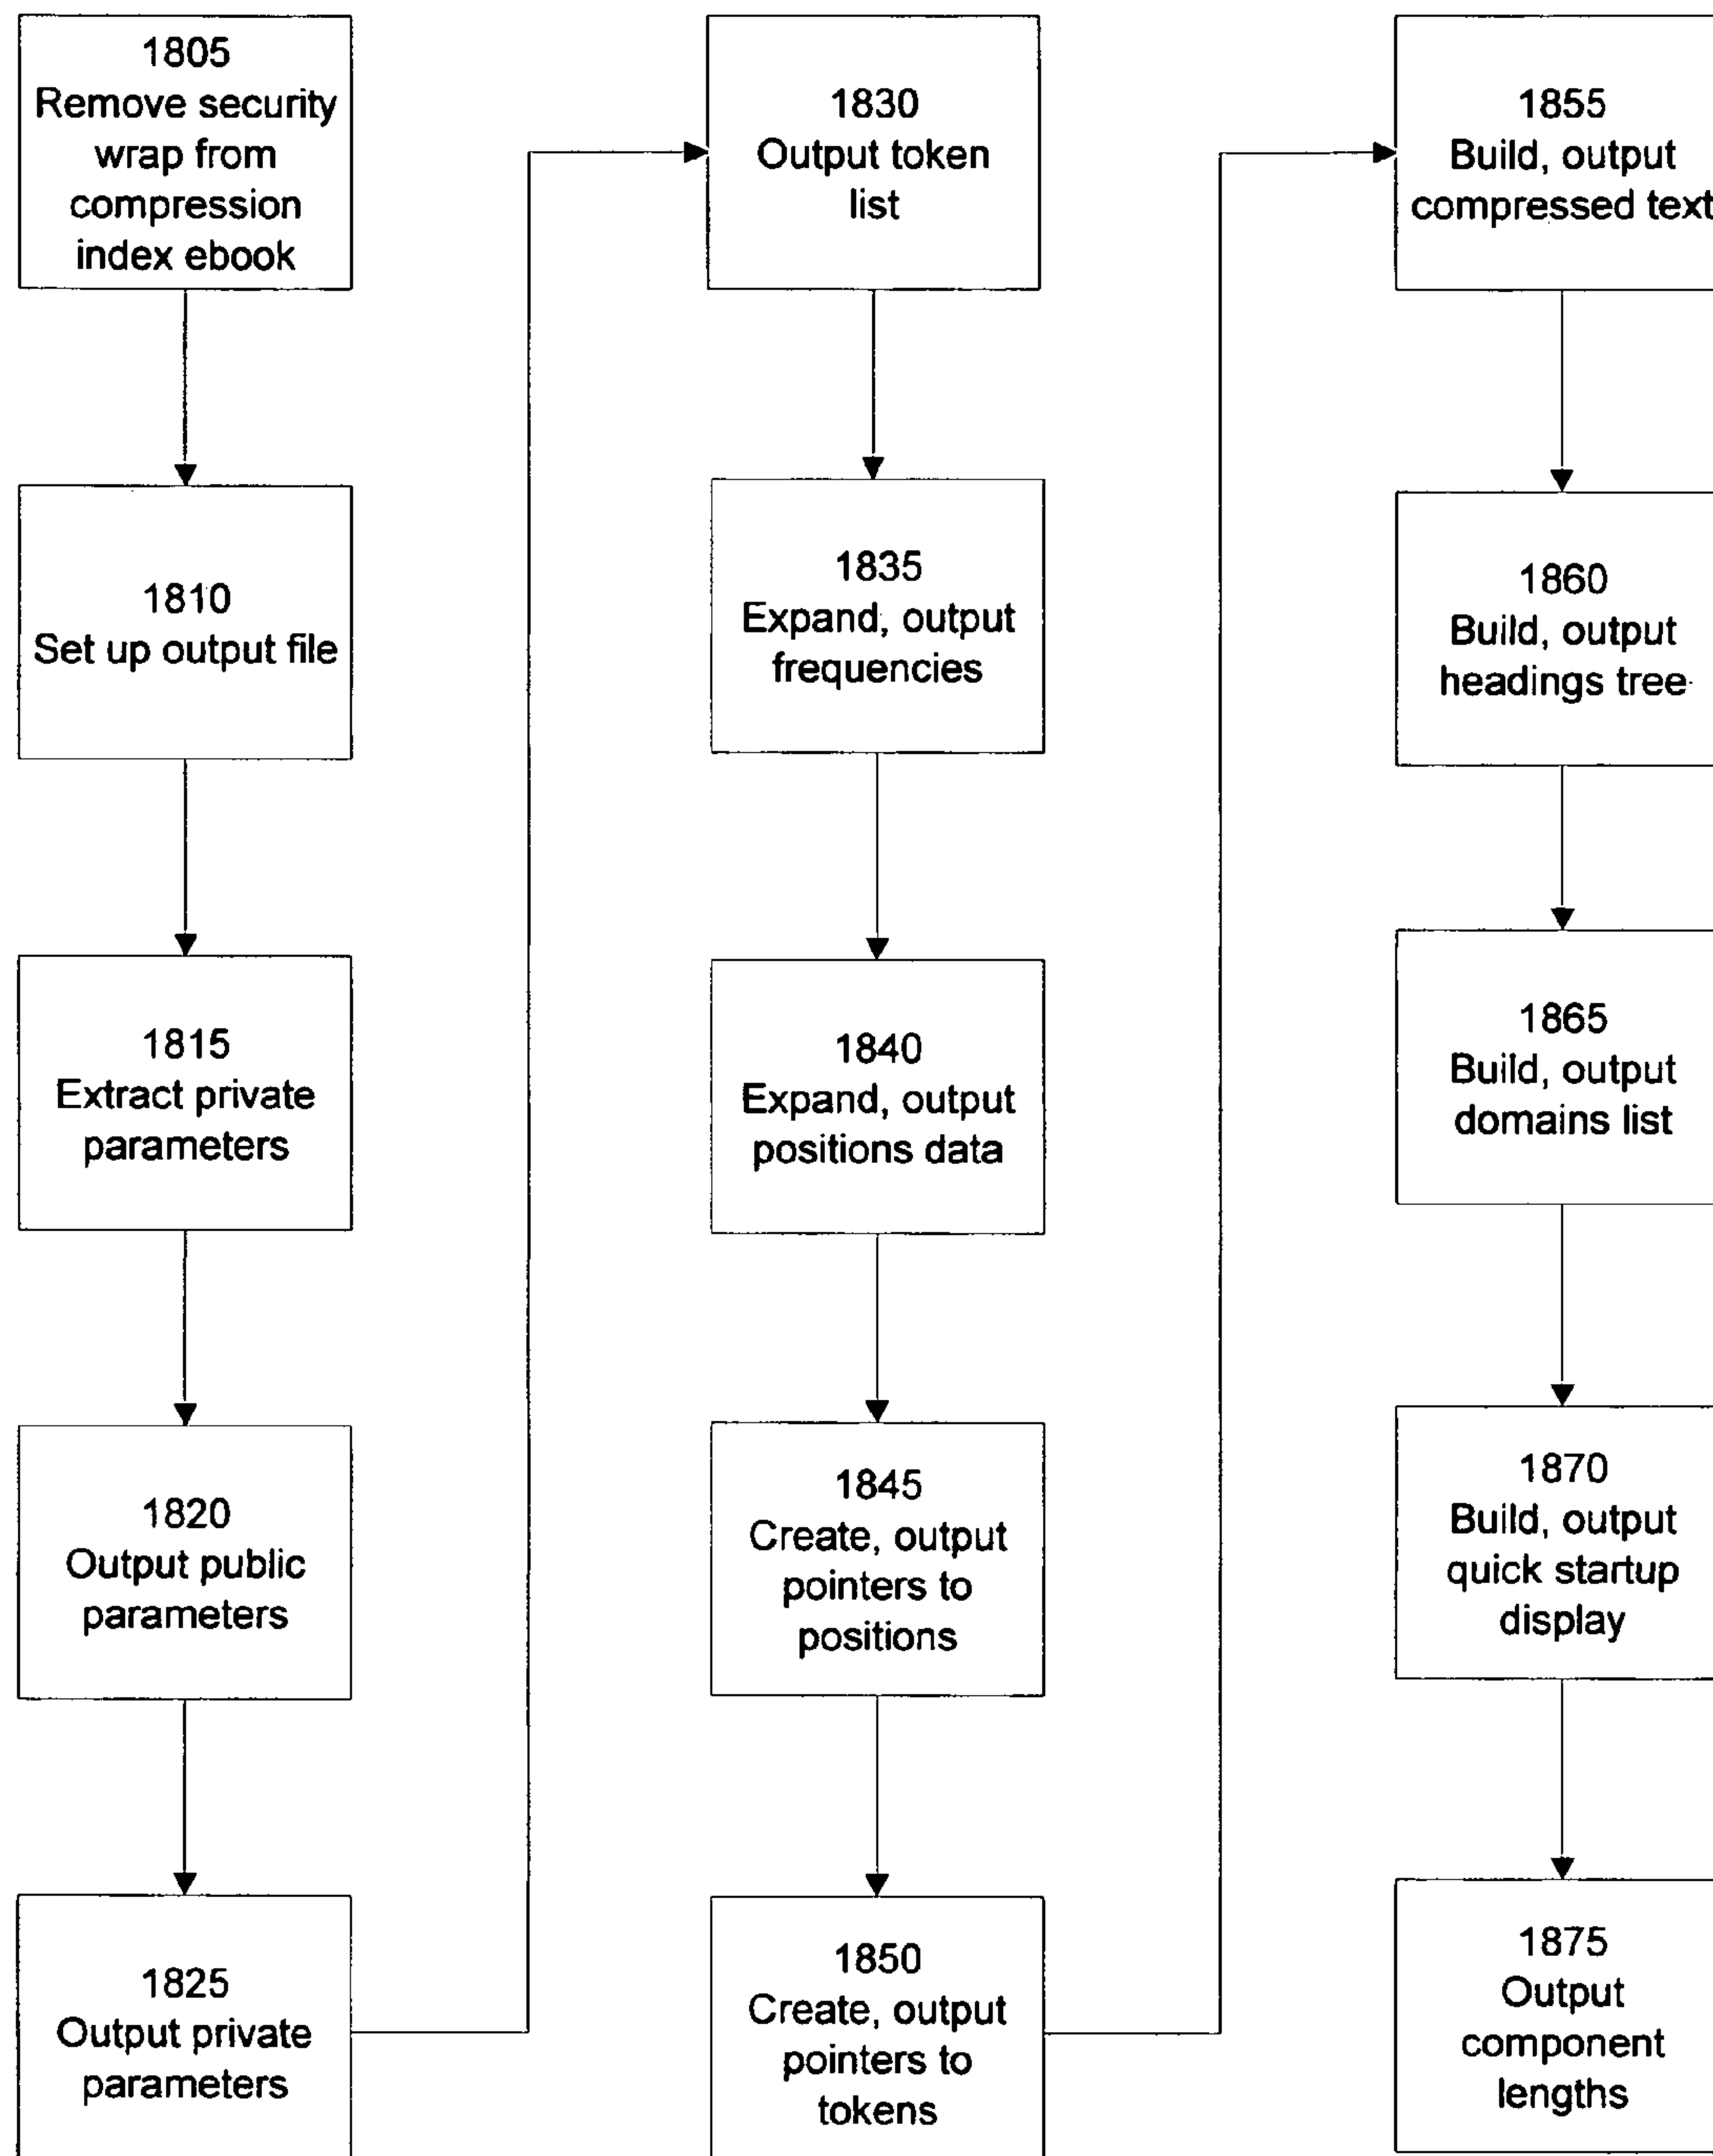 1805
Remove security
wrap from
compression
index ebook
1810
Set up output file
1815
Extract private
parameters
1820
Output public
parameters
1825
Output private
parameters
1830
Output token
list
1835
Expand, output
frequencies
1840
Expand, output
positions data
1845
Create, output
pointers to
positions
1850
Create, output
pointers to
tokens
1855
Build, output
compressed text
1860
Build, output
headings tree
1865
Build, output
domains list
1870
Build, output
quick startup
display
1875
Output
component
lengths